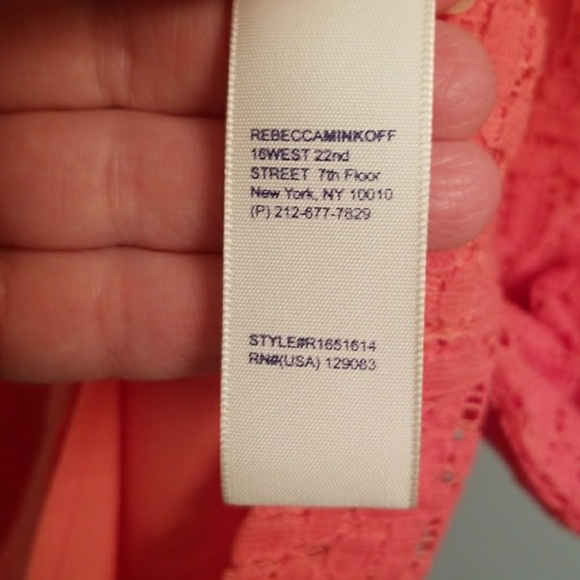 REBECCAMINKOFF
16WEST 22nd
STREET 7th Floor
New York, NY 10010
(P) 212-677-7829
STYLE#R1651614
RN#(USA) 129083